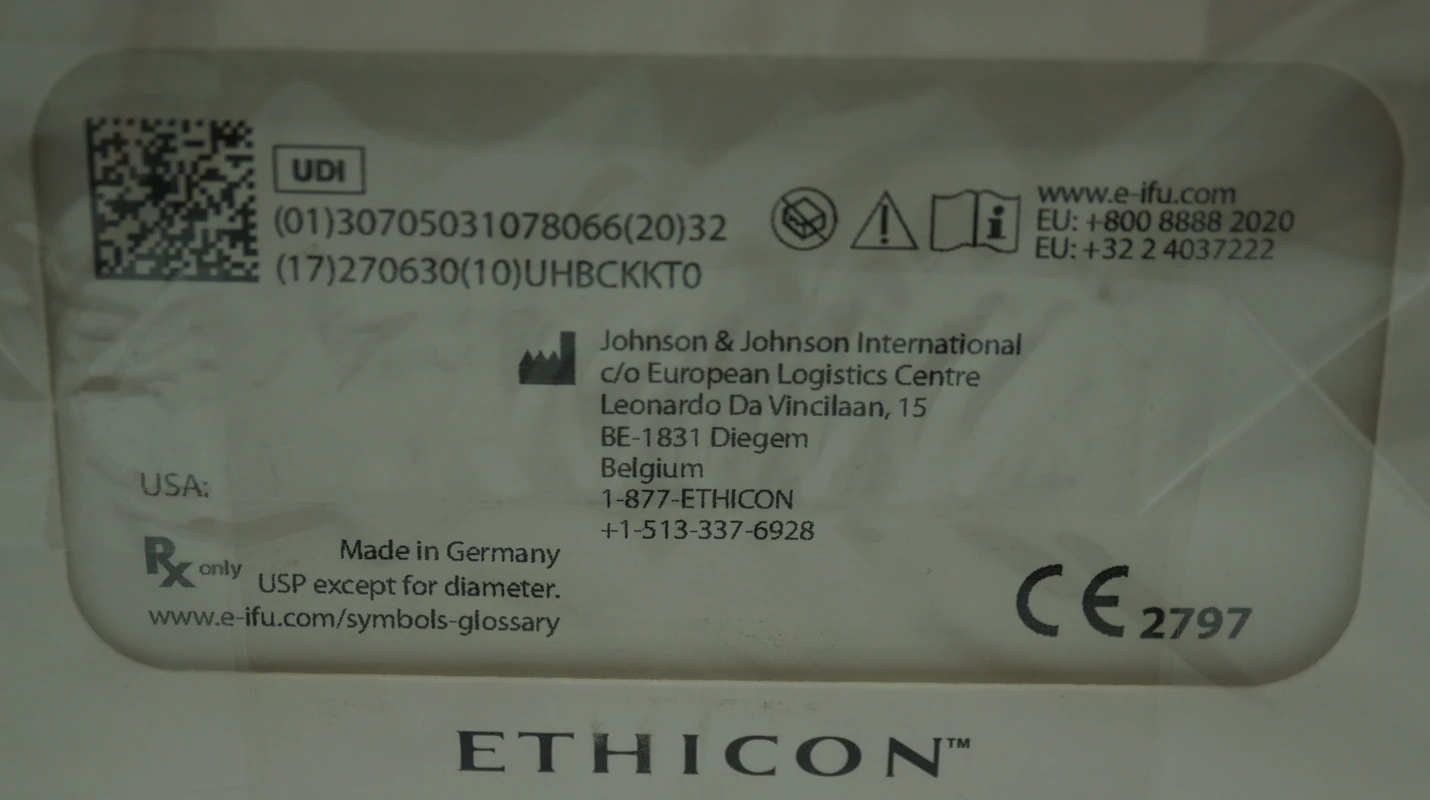 UDI
(01)30705031078066(20)32
(17)270630(10)UHBCKKT0
www.e-ifu.com
EU: +800 8888 2020
EU: +32 2 4037222
Johnson & Johnson International
c/o European Logistics Centre
Leonardo Da Vincilaan, 15
BE-1831 Diegem
Belgium
1-877-ETHICON
+1-513-337-6928
USA:
Rx only
Made in Germany
USP except for diameter.
www.e-ifu.com/symbols-glossary
CE 2797
ETHICON™